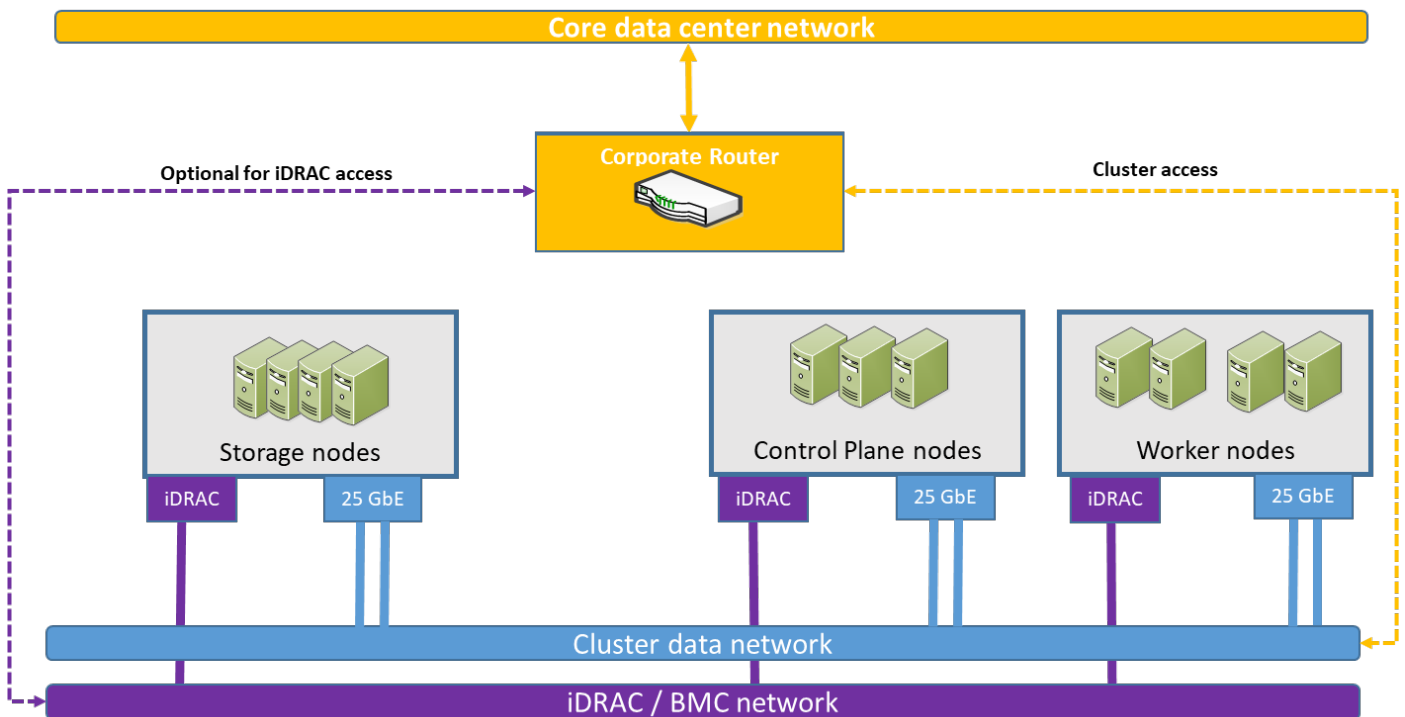 Core data center network
Corporate Router
Optional for iDRAC access
Cluster access
Storage nodes
Control Plane nodes
Worker nodes
iDRAC
25 GbE
iDRAC
25 GbE
iDRAC
25 GbE
Cluster data network
iDRAC / BMC network